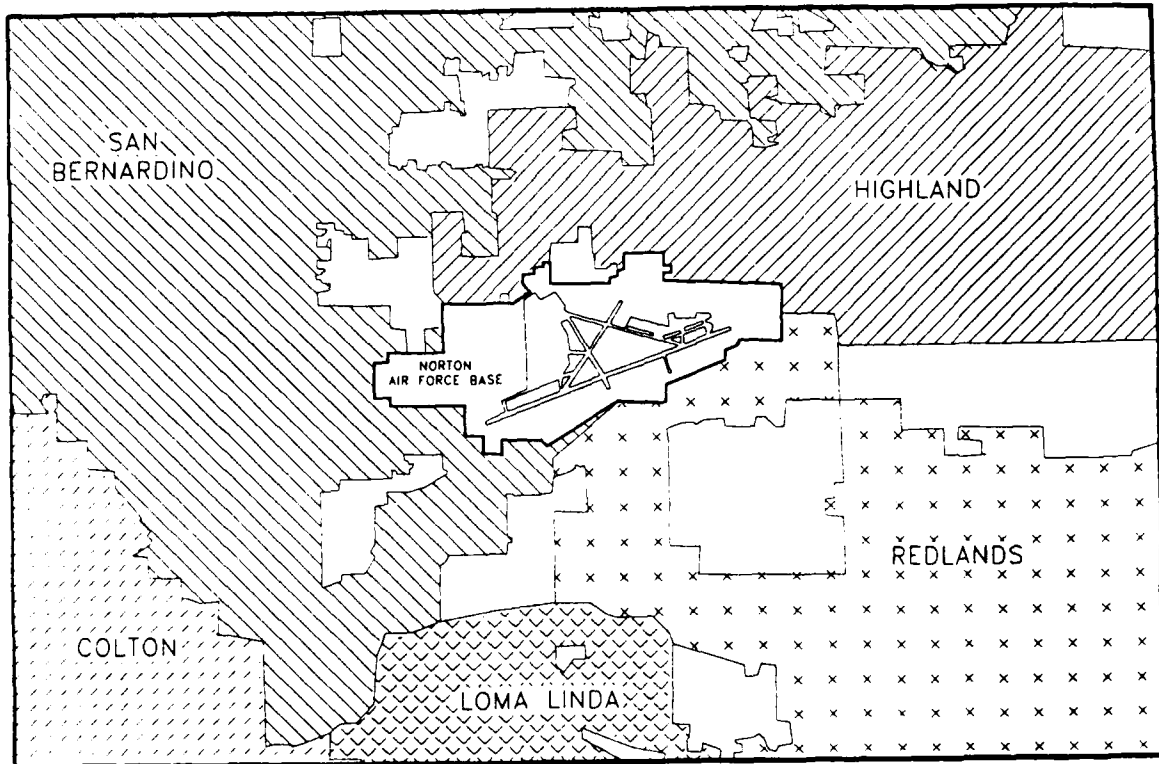 SAN
BERNARDINO
HIGHLAND
NORTON
AIR FORCE BASE
REDLANDS
COLTON
LOMA LINDA